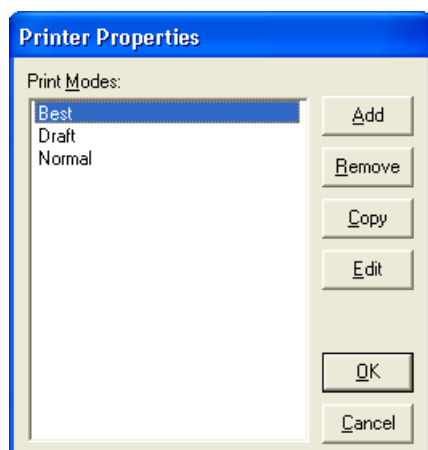 Printer Properties
Print Modes:
Best
Draft
Normal
Add
Remove
Copy
Edit
OK
Cancel